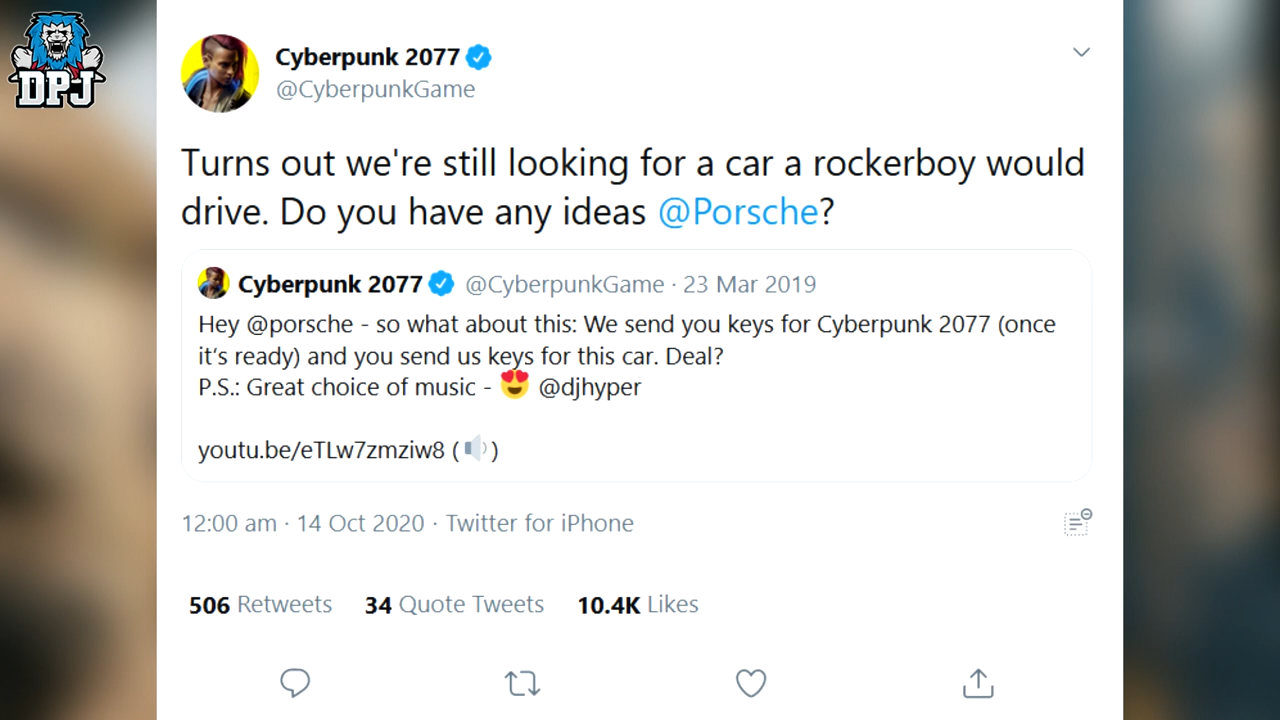 DPJ
Cyberpunk 2077
@CyberpunkGame
Turns out we're still looking for a car a rockerboy would
drive. Do you have any ideas @Porsche?
Cyberpunk 2077 @CyberpunkGame · 23 Mar 2019
Hey @porsche - so what about this: We send you keys for Cyberpunk 2077 (once
it‘s ready) and you send us keys for this car. Deal?
P.S.: Great choice of music - 😍 @djhyper
youtu.be/eTLw7zmziw8 (🔈)
12:00 am · 14 Oct 2020 · Twitter for iPhone
506 Retweets 34 Quote Tweets 10.4K Likes